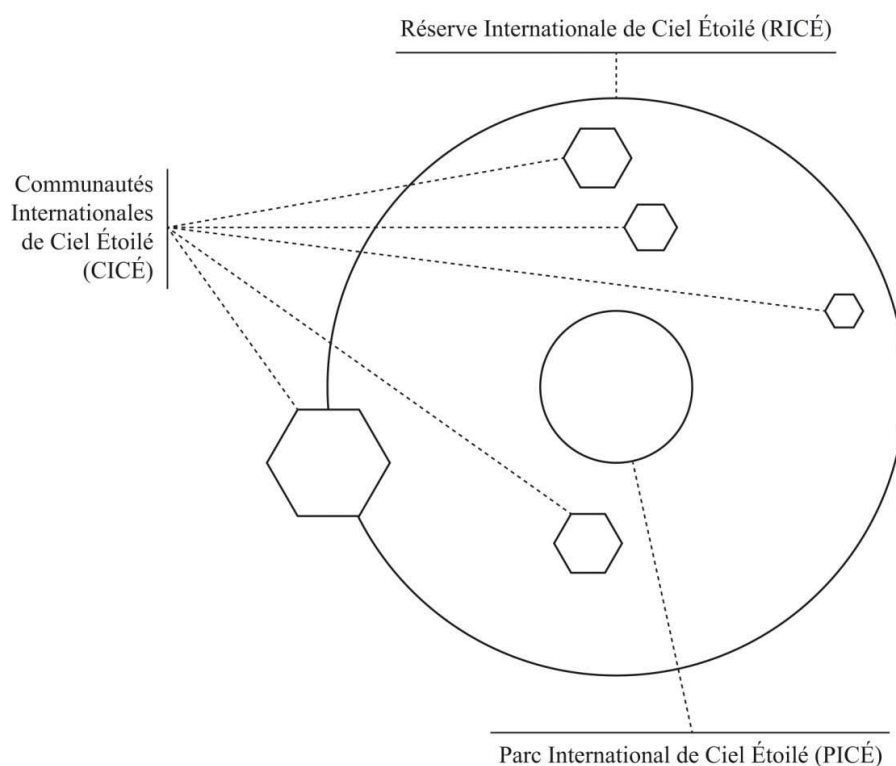 Réserve Internationale de Ciel Étoilé (RICÉ)
Communautés
Internationales
de Ciel Étoilé
(CICÉ)
Parc International de Ciel Étoilé (PICÉ)